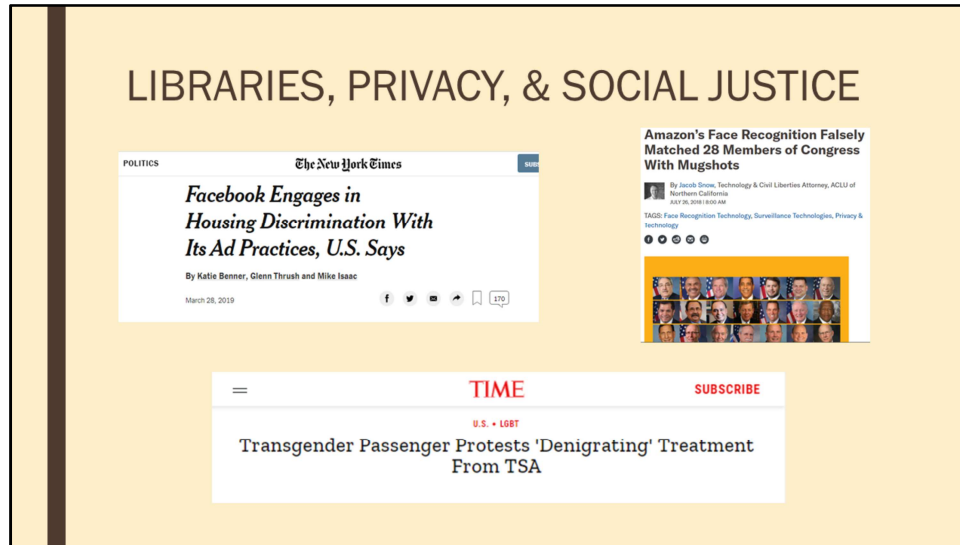 LIBRARIES, PRIVACY, & SOCIAL JUSTICE
POLITICS
The New York Times
Facebook Engages in
Housing Discrimination With
Its Ad Practices, U.S. Says
By Katie Benner, Glenn Thrush and Mike Isaac
March 28, 2019
170
Amazon's Face Recognition Falsely
Matched 28 Members of Congress
With Mugshots
By Jacob Snow, Technology & Civil Liberties Attorney, ACLU of
Northern California
JULY 26, 2018 | 8:00 AM
TAGS: Face Recognition Technology, Surveillance Technologies, Privacy &
Technology
TIME
SUBSCRIBE
U.S. • LGBT
Transgender Passenger Protests 'Denigrating' Treatment
From TSA